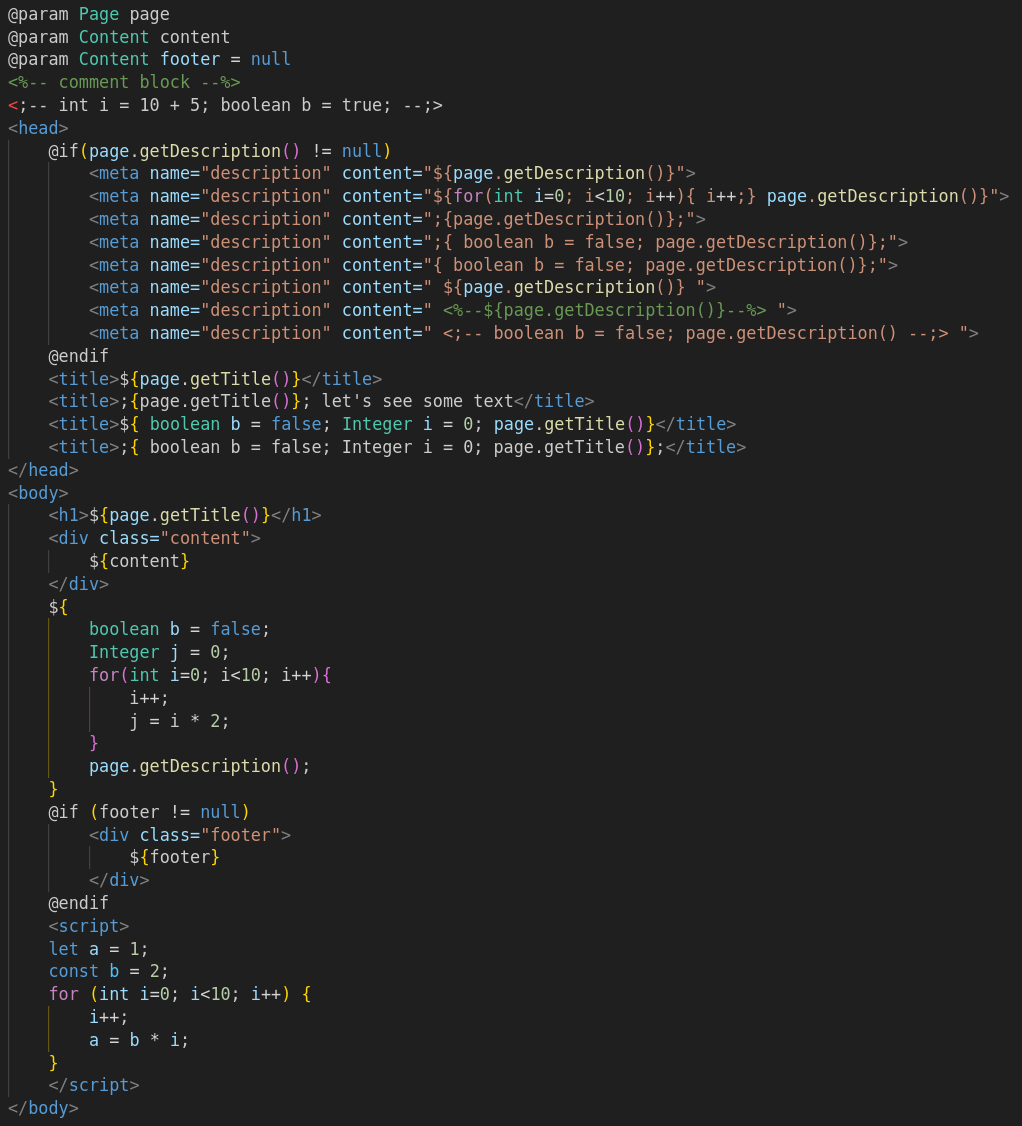 @param Page page
@param Content content
@param Content footer = null
<%-- comment block --%>
<;-- int i = 10 + 5; boolean b = true; --;>
<head>
    @if(page.getDescription() != null)
        <meta name="description" content="${page.getDescription()}">
        <meta name="description" content="${for(int i=0; i<10; i++){ i++;} page.getDescription()}">
        <meta name="description" content=";{page.getDescription()};">
        <meta name="description" content=";{ boolean b = false; page.getDescription()};">
        <meta name="description" content="{ boolean b = false; page.getDescription()};">
        <meta name="description" content=" ${page.getDescription()} ">
        <meta name="description" content=" <%--${page.getDescription()}--%> ">
        <meta name="description" content=" <;-- boolean b = false; page.getDescription() --;> ">
    @endif
    <title>${page.getTitle()}</title>
    <title>;{page.getTitle()}; let's see some text</title>
    <title>${ boolean b = false; Integer i = 0; page.getTitle()}</title>
    <title>;{ boolean b = false; Integer i = 0; page.getTitle()};</title>
</head>
<body>
    <h1>${page.getTitle()}</h1>
    <div class="content">
        ${content}
    </div>
    ${
        boolean b = false;
        Integer j = 0;
        for(int i=0; i<10; i++){
            i++;
            j = i * 2;
        }
        page.getDescription();
    }
    @if (footer != null)
        <div class="footer">
            ${footer}
        </div>
    @endif
    <script>
    let a = 1;
    const b = 2;
    for (int i=0; i<10; i++) {
        i++;
        a = b * i;
    }
    </script>
</body>